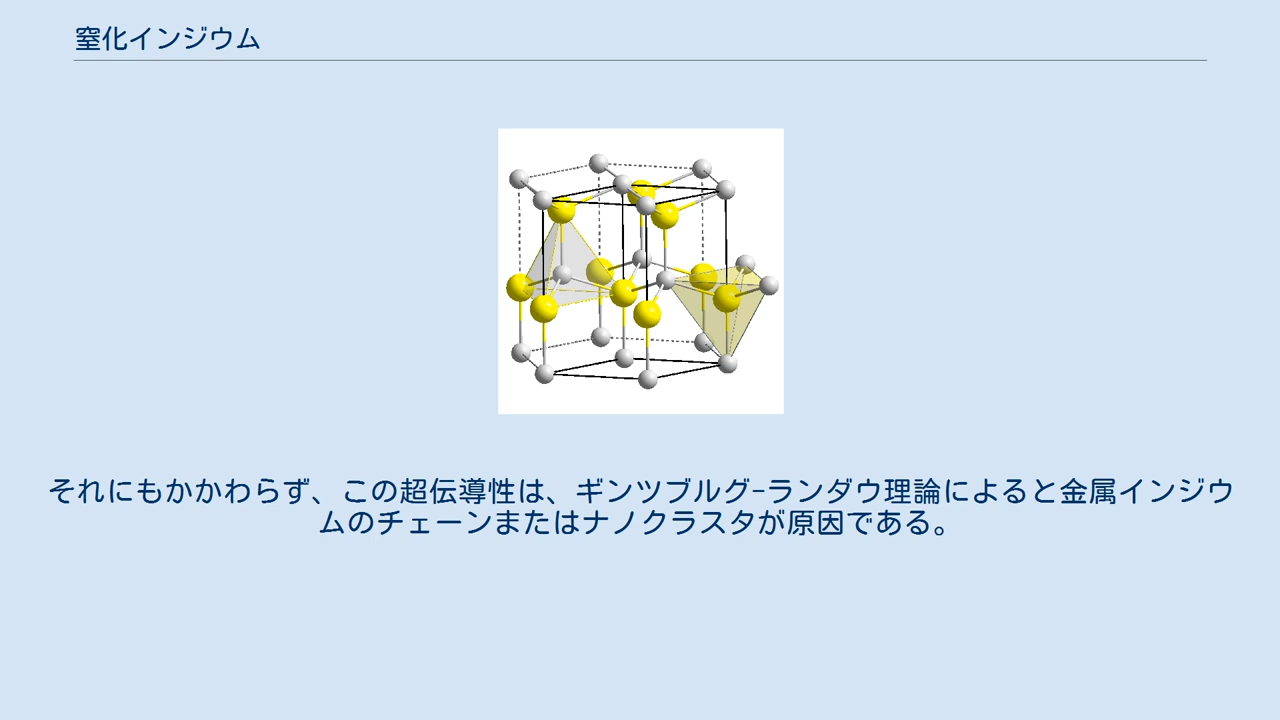 窒化インジウム
それにもかかわらず、この超伝導性は、ギンツブルグ-ランダウ理論によると金属インジウ
ムのチェーンまたはナノクラスタが原因である。